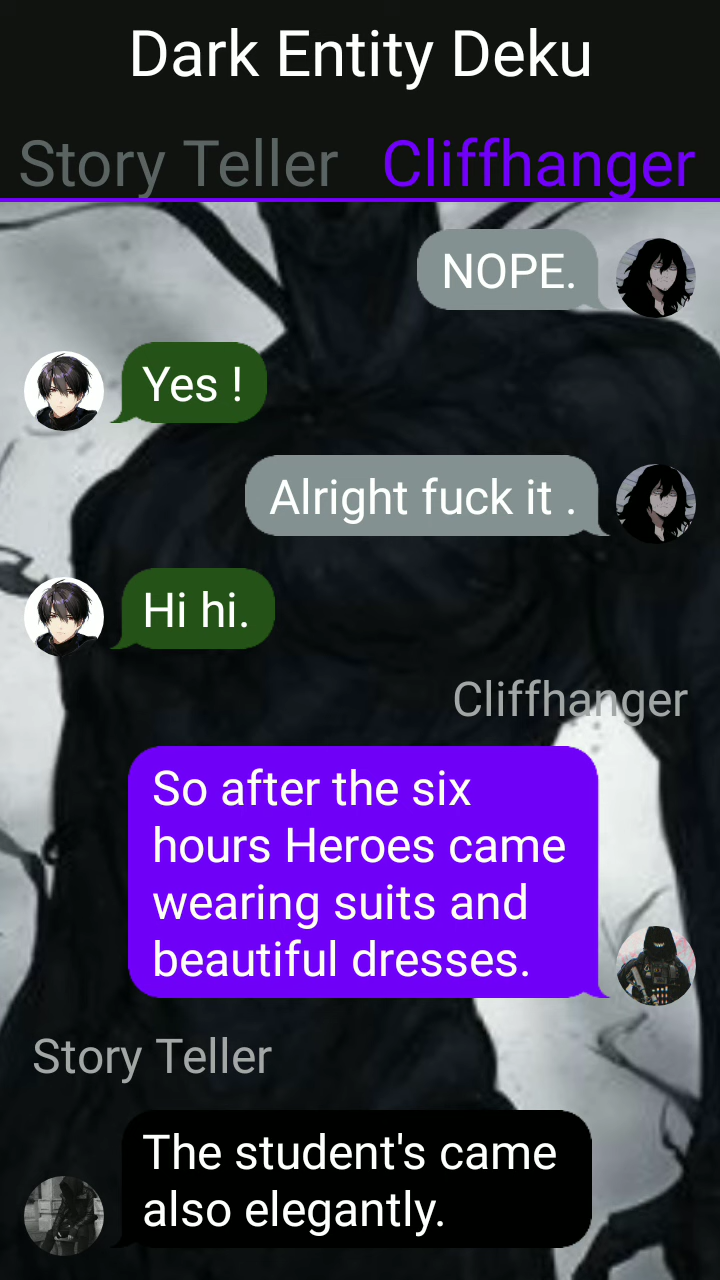 Dark Entity Deku
Story Teller Cliffhanger
NOPE.
Yes !
Alright fuck it .
Hi hi.
Cliffhanger
So after the six
hours Heroes came
wearing suits and
beautiful dresses.
Story Teller
The student's came
also elegantly.